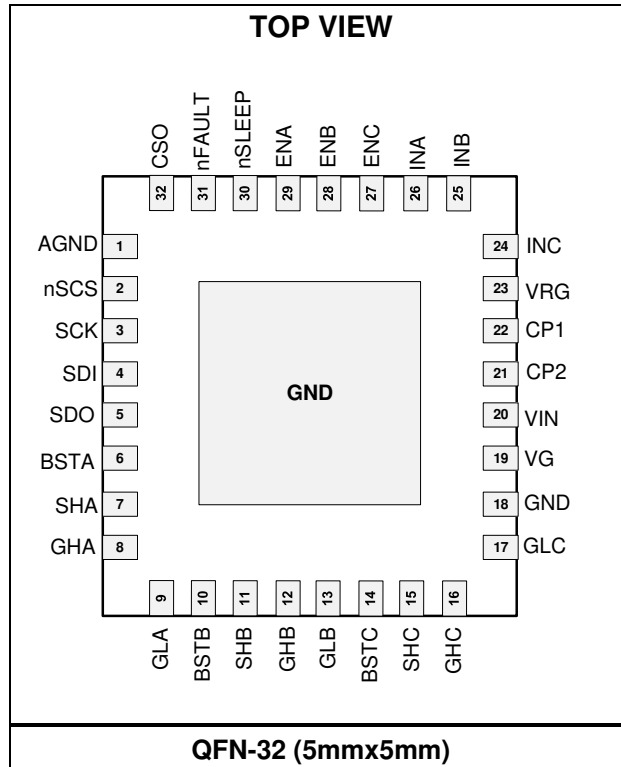 TOP VIEW
CSO
nFAULT
nSLEEP
ENA
ENB
ENC
INA
INB
32
31
30
29
28
27
26
25
AGND 1
nSCS 2
SCK 3
SDI 4
SDO 5
BSTA 6
SHA 7
GHA 8
GND
24 INC
23 VRG
22 CP1
21 CP2
20 VIN
19 VG
18 GND
17 GLC
9
10
11
12
13
14
15
16
GLA
BSTB
SHB
GHB
GLB
BSTC
SHC
GHC
QFN-32 (5mmx5mm)